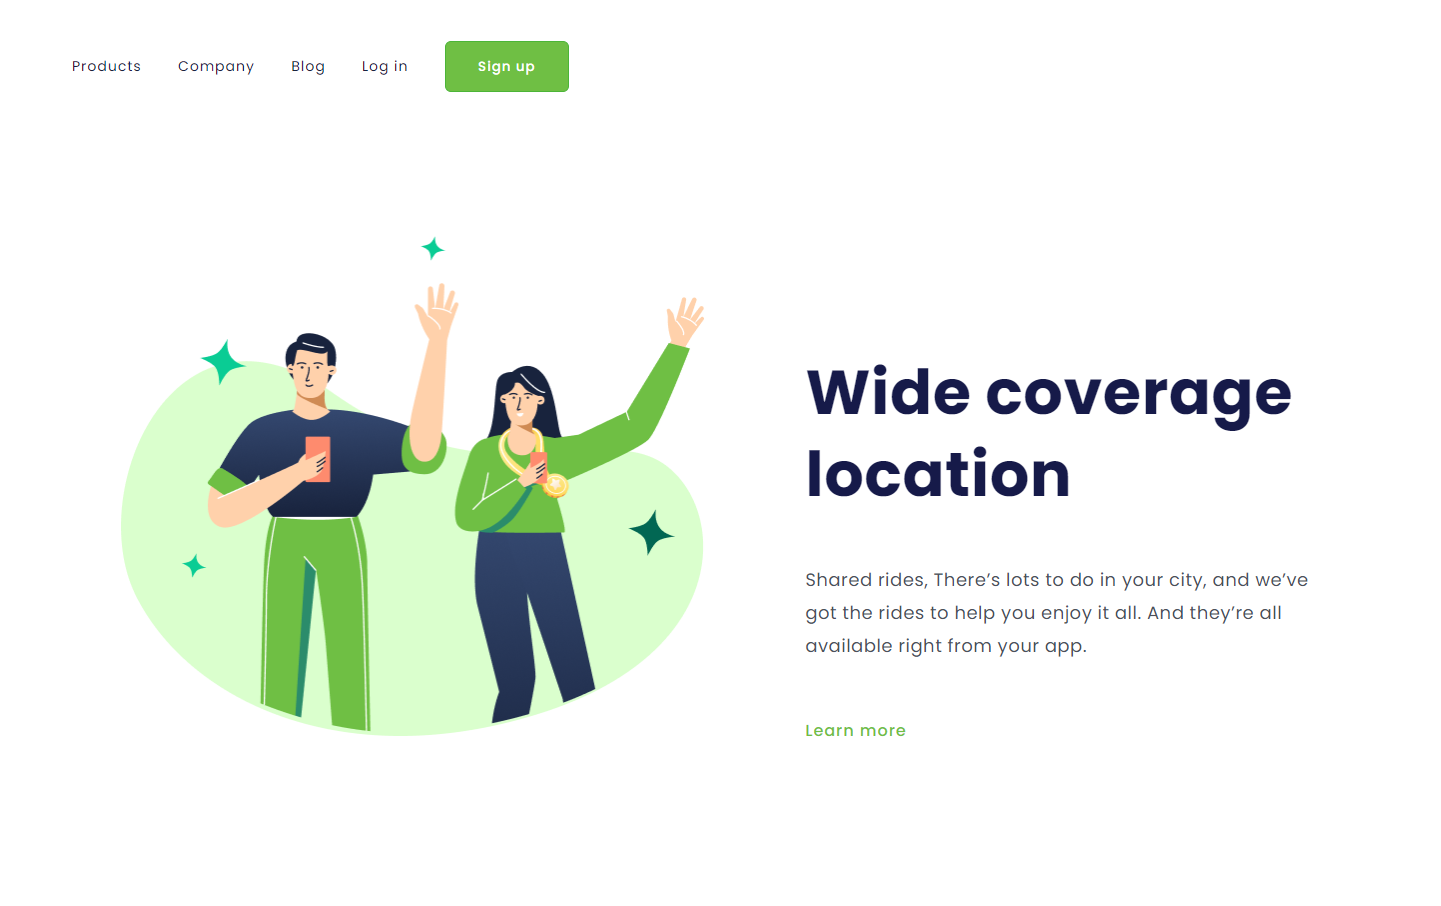 Products Company Blog Log in Sign up
Wide coverage
location
Shared rides, There’s lots to do in your city, and we’ve
got the rides to help you enjoy it all. And they’re all
available right from your app.
Learn more